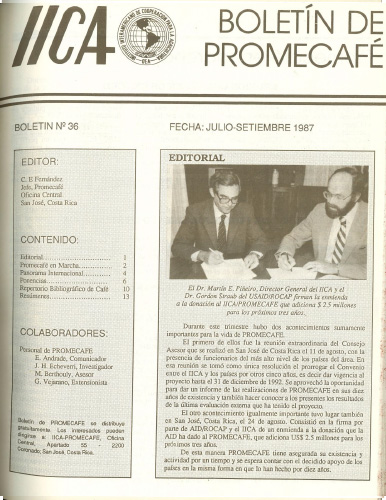 IICA
BOLETÍN DE
PROMECAFÉ
BOLETIN Nº 36
FECHA: JULIO-SETIEMBRE 1987
EDITOR:
C. E Fernández
Jefe, Promecafé
Oficina Central
San José, Costa Rica
CONTENIDO:
Editorial 1
Promecafé en Marcha 2
Panorama Internacional 4
Ponencias 6
Repertorio Bibliográfico de Café 10
Resúmenes 13
COLABORADORES:
Personal de PROMECAFE
E. Andrade, Comunicador
J. H. Echeverri, Investigador
N. Berthouly, Asesor
G. Vejarano, Extensionista
Boletín de PROMECAFE se distribuye
gratuitamente. Los interesados pueden
dirigirse a: IICA-PROMECAFE, Oficina
Central, Apartado 55 - 2200
Coronado, San José, Costa Rica.
EDITORIAL
El Dr. Martín E. Piñeiro, Director General del IICA y el
Dr. Gordon Straub del USAID/ROCAP firman la enmienda
a la donación al IICA/PROMECAFE que adiciona $ 2.5 millones
para los próximos tres años.
Durante este trimestre hubo dos acontecimientos sumamente
importantes para la vida de PROMECAFE.
El primero de ellos fue la reunión extraordinaria del Consejo
Asesor que se realizó en San José de Costa Rica el 11 de agosto, con la
presencia de funcionarios del más alto nivel de los países del área. En
esa reunión se tomó como única resolución el prorrogar el Convenio
entre el IICA y los países por otros cinco años, es decir dar vigencia al
proyecto hasta el 31 de diciembre de 1992. Se aprovechó la oportunidad
para dar un informe de las realizaciones de PROMECAFE en sus diez
años de existencia y también hacer conocer a los presentes los resultados
de la última evaluación externa que ha tenido el proyecto.
El otro acontecimiento igualmente importante tuvo lugar también
en San José, Costa Rica, el 24 de agosto. Consistió en la firma por
parte de AID/ROCAP y el IICA de un enmienda a la donación que la
AID ha dado al PROMECAFE, que adiciona US$ 2.5 millones para los
próximos tres años.
De esta manera PROMECAFE tiene asegurada su existencia y
actividad por un tiempo y se espera contar con el decidido apoyo de los
países en la misma forma en que lo han hecho por diez años.